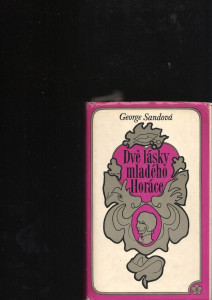 George Sandová
Dvě lásky
mladého
Horáce